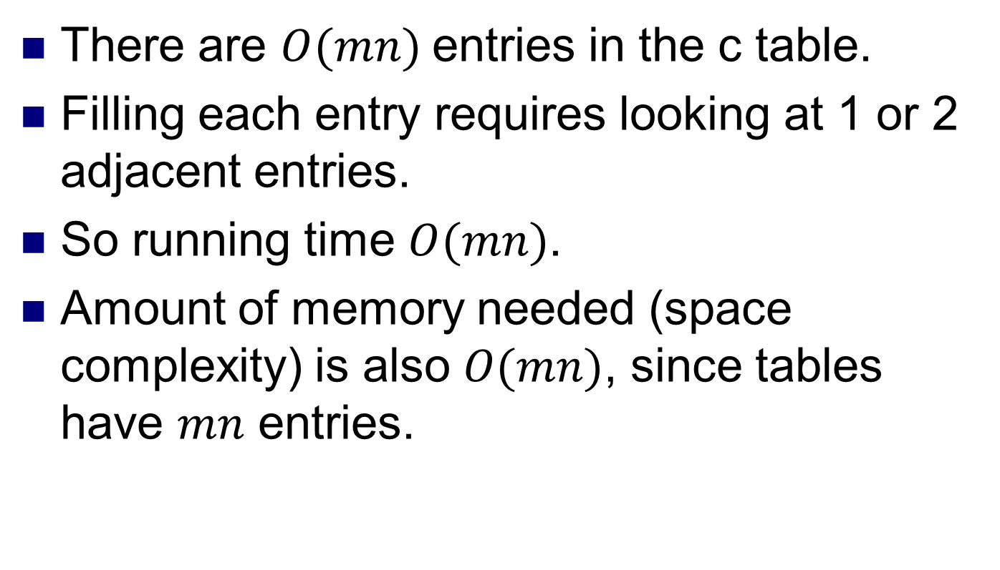 ■ There are 𝑂(𝑚𝑛) entries in the c table.
■ Filling each entry requires looking at 1 or 2
adjacent entries.
■ So running time 𝑂(𝑚𝑛).
■ Amount of memory needed (space
complexity) is also 𝑂(𝑚𝑛), since tables
have 𝑚𝑛 entries.